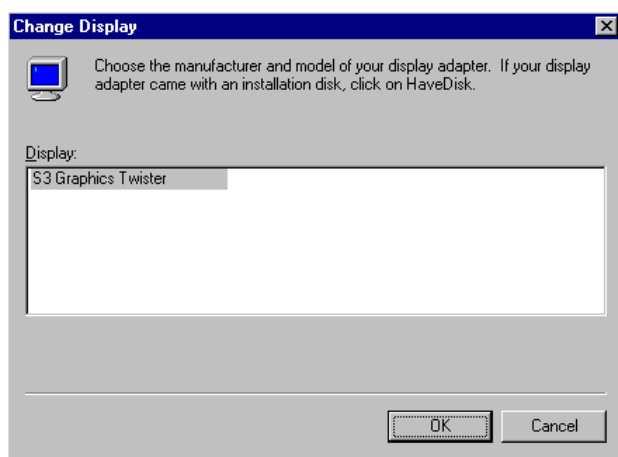 Change Display
Choose the manufacturer and model of your display adapter. If your display
adapter came with an installation disk, click on HaveDisk.
Display:
S3 Graphics Twister
OK
Cancel